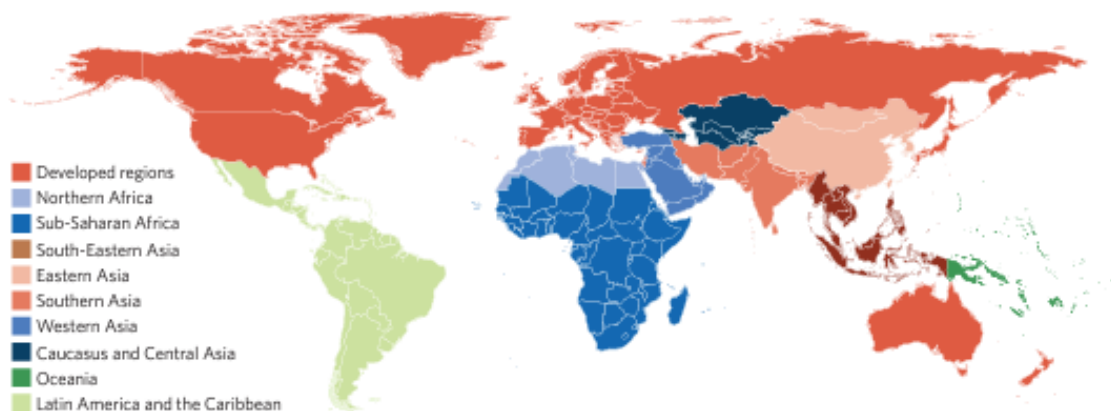 Developed regions
Northern Africa
Sub-Saharan Africa
South-Eastern Asia
Eastern Asia
Southern Asia
Western Asia
Caucasus and Central Asia
Oceania
Latin America and the Caribbean